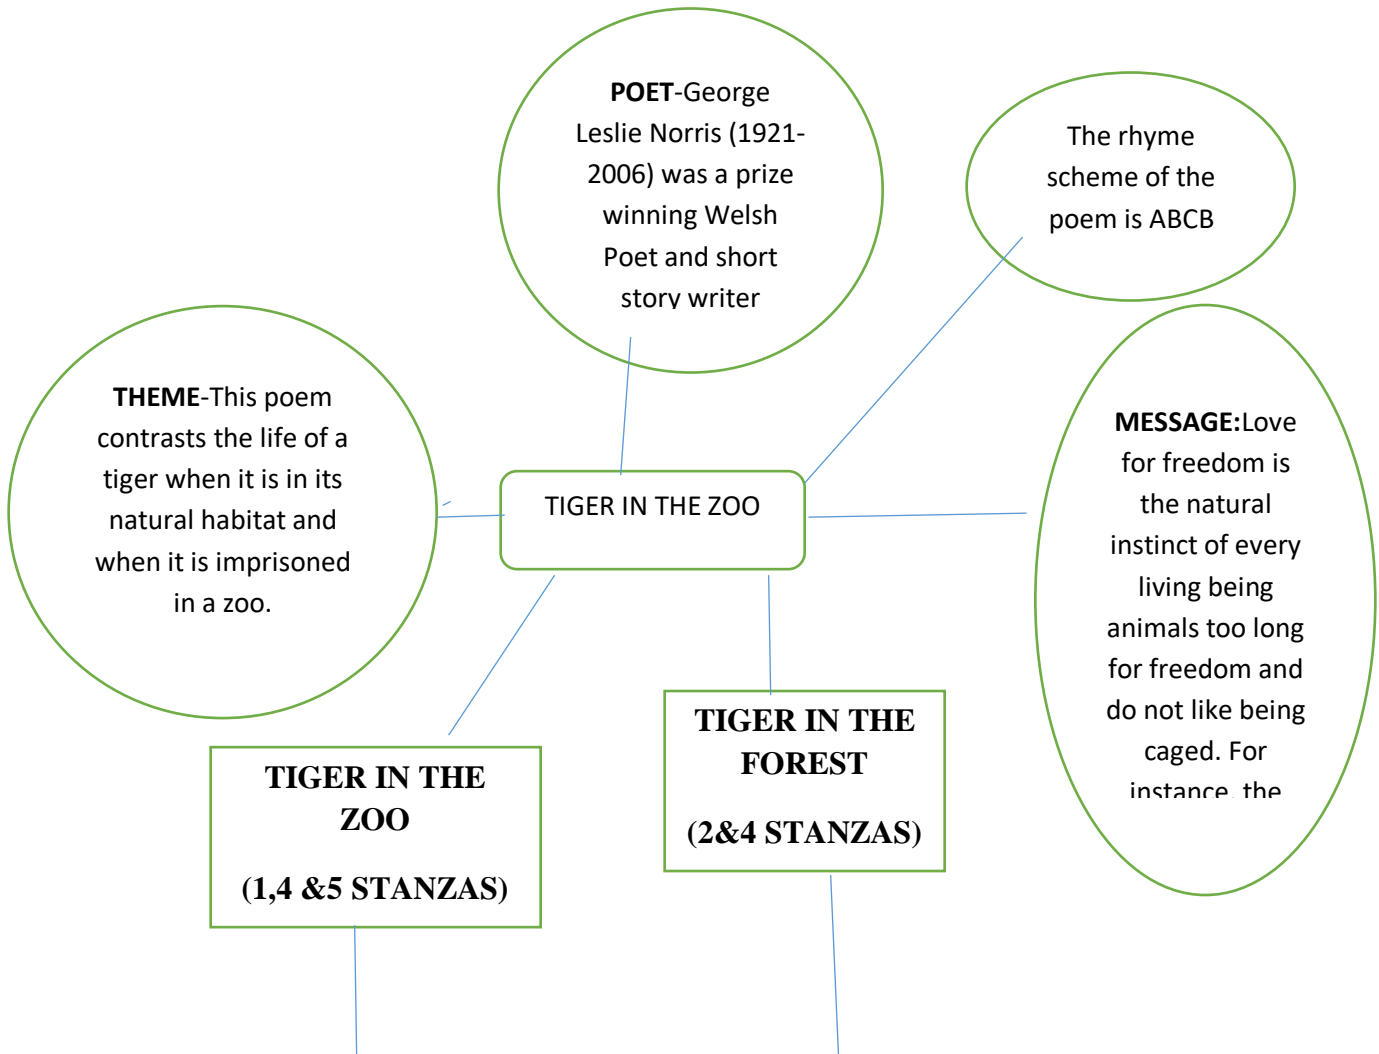 POET-George
Leslie Norris (1921-
2006) was a prize
winning Welsh
Poet and short
story writer
The rhyme
scheme of the
poem is ABCB
THEME-This poem
contrasts the life of a
tiger when it is in its
natural habitat and
when it is imprisoned
in a zoo.
MESSAGE:Love
for freedom is
the natural
instinct of every
living being
animals too long
for freedom and
do not like being
caged. For
instance, the
TIGER IN THE ZOO
TIGER IN THE
ZOO
(1,4 &5 STANZAS)
TIGER IN THE
FOREST
(2&4 STANZAS)